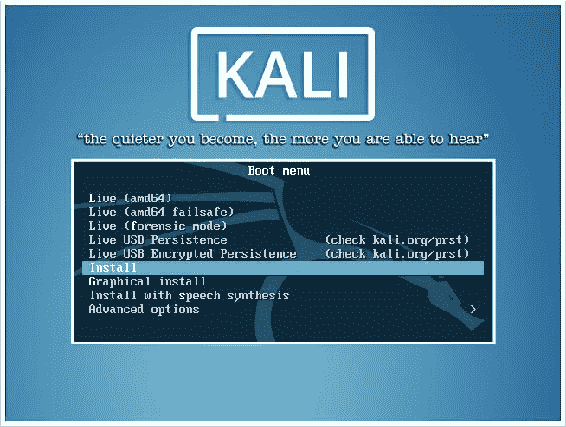 KALI
“the quieter you become, the more you are able to hear”
Boot menu
Live (amd64)
Live (amd64 failsafe)
Live (forensic mode)
Live USB Persistence (check kali.org/prst)
Live USB Encrypted Persistence (check kali.org/prst)
Install
Graphical install
Install with speech synthesis
Advanced options >